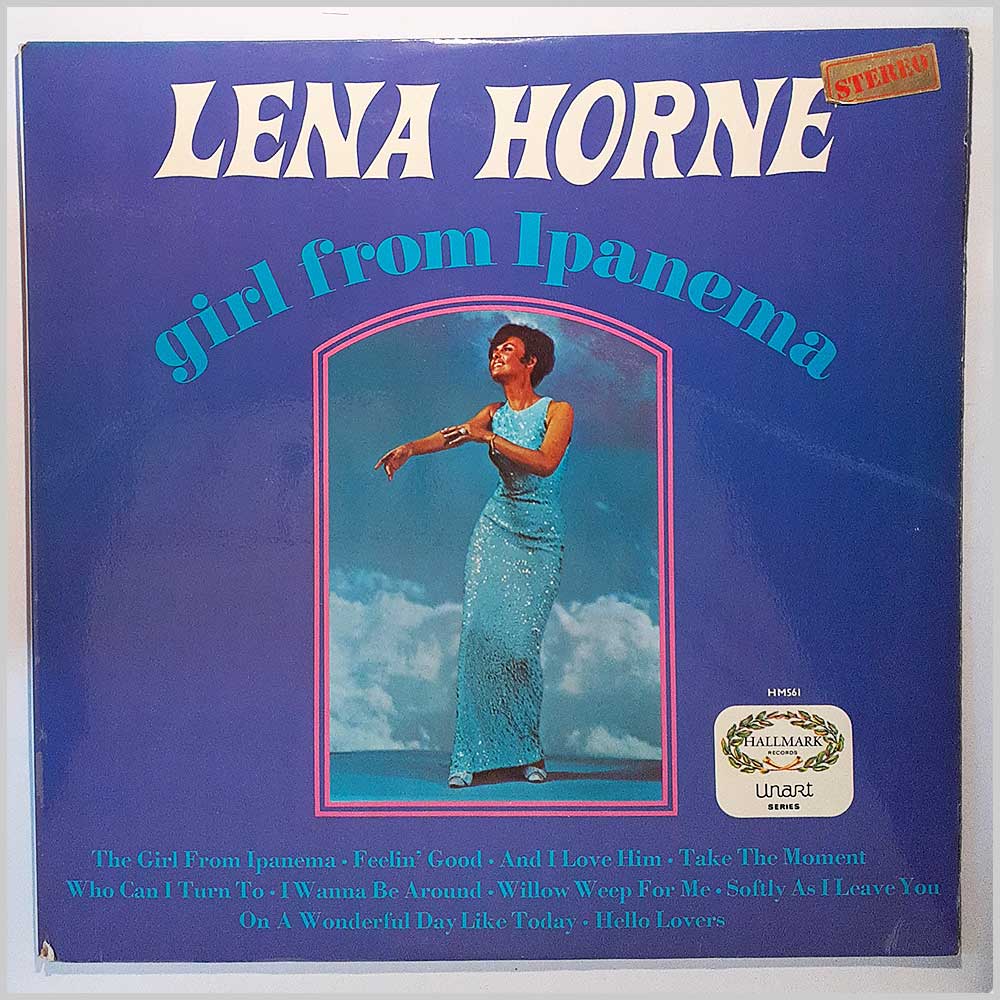 LENA HORNE
STEREO
girl from Ipanema
HM561
HALLMARK
RECORDS
Unart
SERIES
The Girl From Ipanema · Feelin' Good · And I Love Him · Take The Moment
Who Can I Turn To · I Wanna Be Around · Willow Weep For Me · Softly As I Leave You
On A Wonderful Day Like Today · Hello Lovers